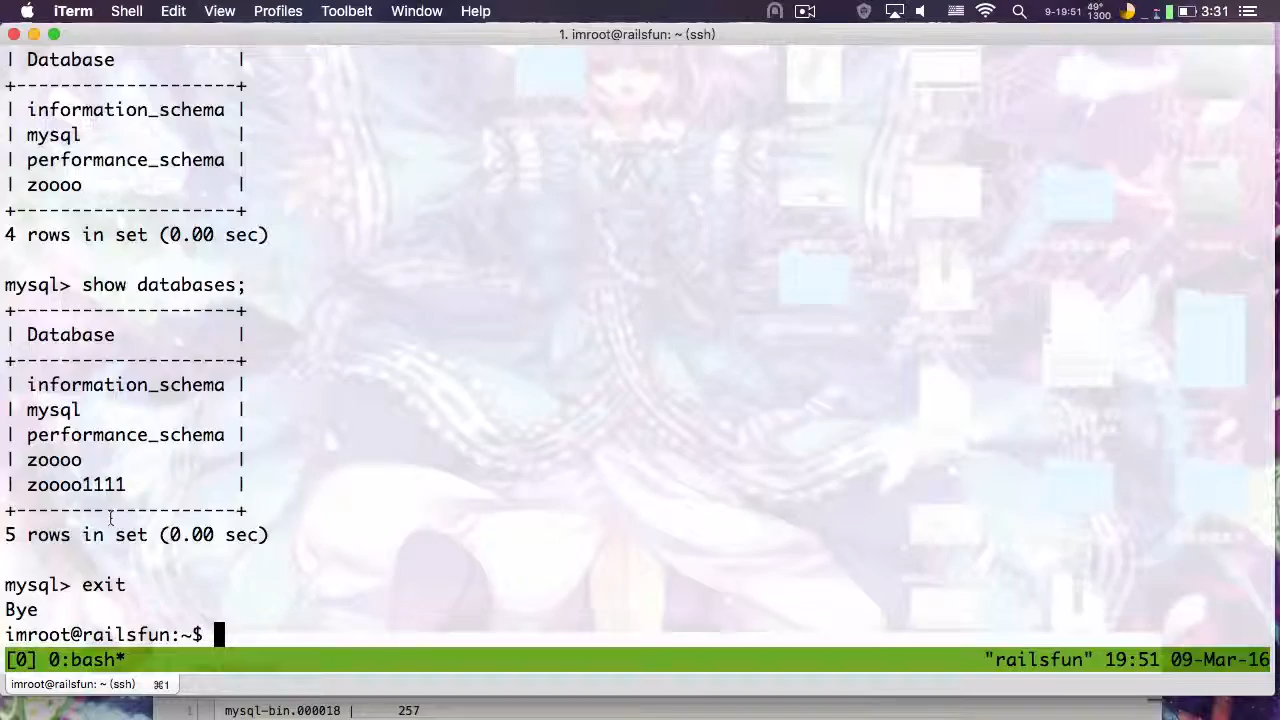 iTerm Shell Edit View Profiles Toolbelt Window Help 9-19:51 49° 1300 3:31
1. imroot@railsfun: ~ (ssh)
| Database |
+--------------------+
| information_schema |
| mysql |
| performance_schema |
| zoooo |
+--------------------+
4 rows in set (0.00 sec)
mysql> show databases;
+--------------------+
| Database |
+--------------------+
| information_schema |
| mysql |
| performance_schema |
| zoooo |
| zoooo1111 |
+--------------------+
5 rows in set (0.00 sec)
mysql> exit
Bye
imroot@railsfun:~$
[0] 0:bash* "railsfun" 19:51 09-Mar-16
imroot@railsfun: ~ (ssh) ⌘1
1 mysql-bin.000018 | 257